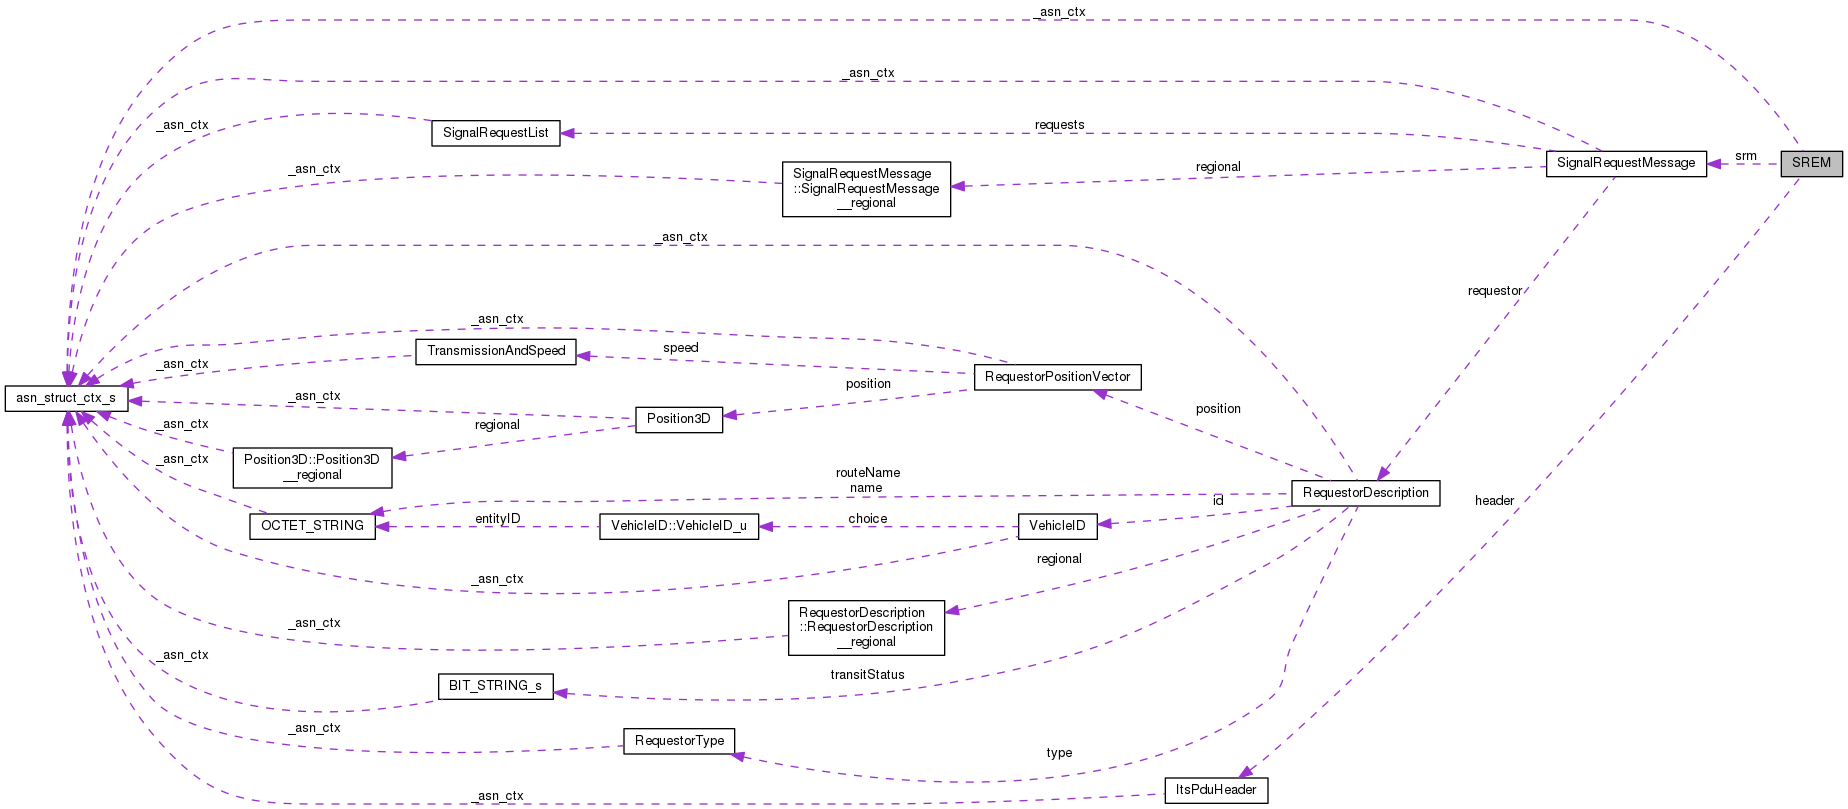 _asn_ctx
_asn_ctx
_asn_ctx
SignalRequestList
requests
SignalRequestMessage
srm
SREM
_asn_ctx
SignalRequestMessage
::SignalRequestMessage
__regional
regional
_asn_ctx
requestor
_asn_ctx
TransmissionAndSpeed
speed
_asn_ctx
RequestorPositionVector
position
asn_struct_ctx_s
_asn_ctx
Position3D
position
_asn_ctx
regional
Position3D::Position3D
__regional
_asn_ctx
routeName
name
RequestorDescription
id
header
OCTET_STRING
entityID
VehicleID::VehicleID_u
choice
VehicleID
_asn_ctx
regional
RequestorDescription
::RequestorDescription
__regional
_asn_ctx
_asn_ctx
BIT_STRING_s
transitStatus
_asn_ctx
RequestorType
type
_asn_ctx
ItsPduHeader